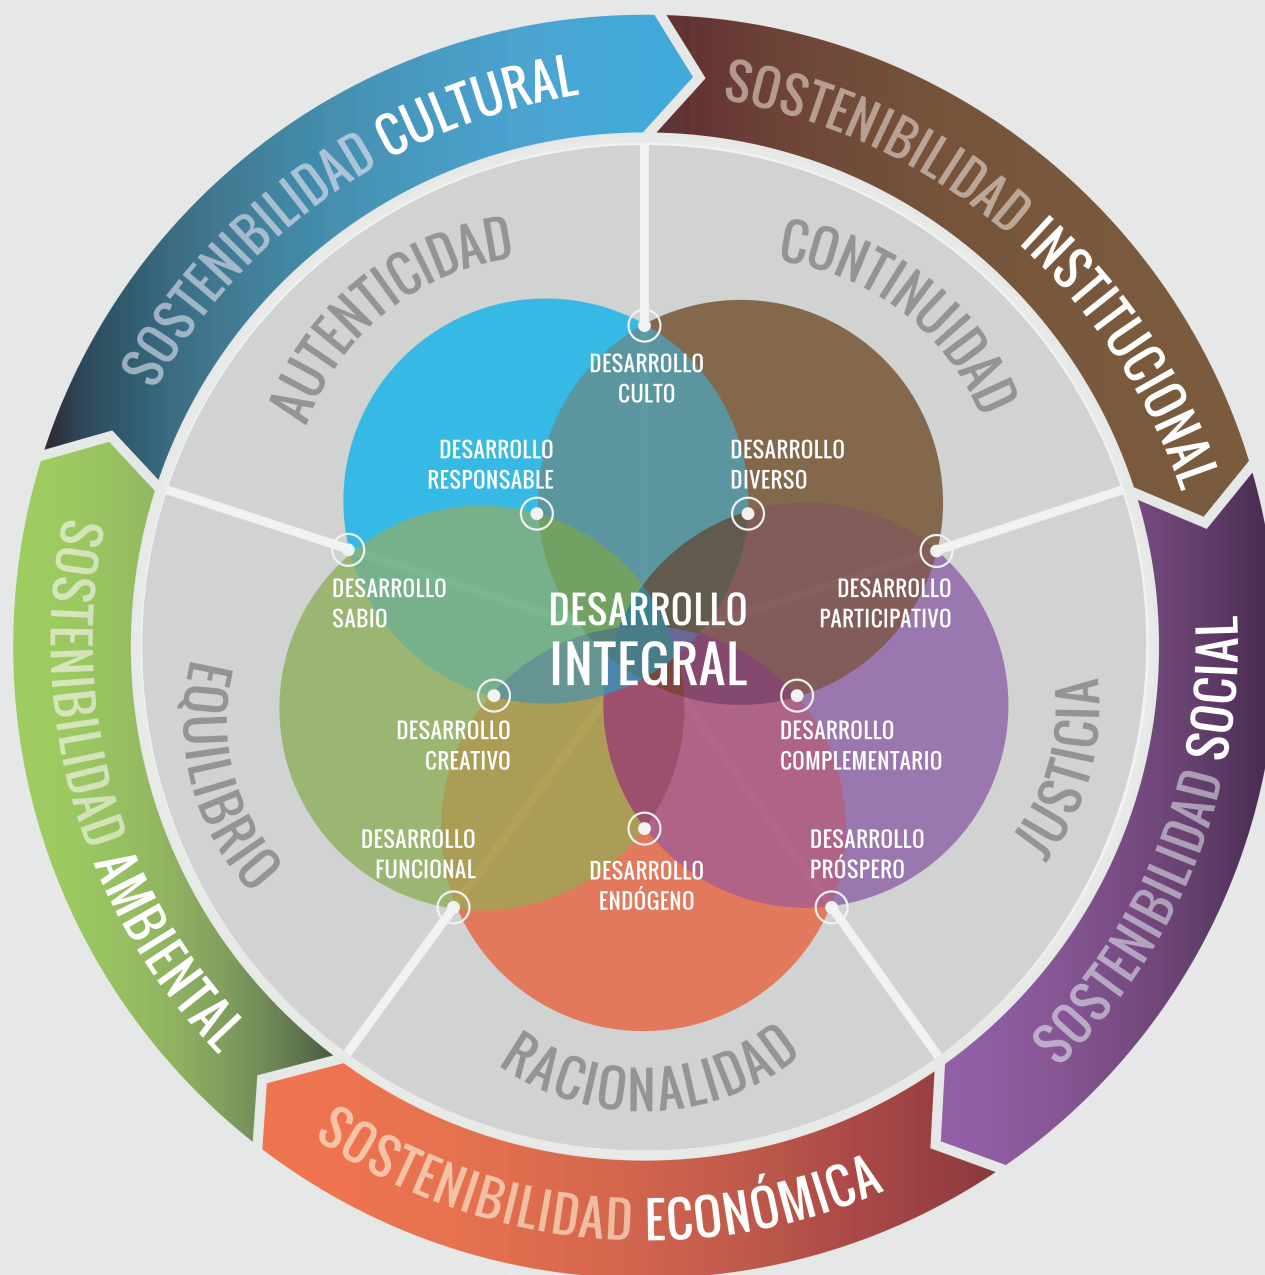 SOSTENIBILIDAD CULTURAL
SOSTENIBILIDAD INSTITUCIONAL
SOSTENIBILIDAD SOCIAL
SOSTENIBILIDAD ECONÓMICA
SOSTENIBILIDAD AMBIENTAL
AUTENTICIDAD
CONTINUIDAD
JUSTICIA
RACIONALIDAD
EQUILIBRIO
DESARROLLO
CULTO
DESARROLLO
RESPONSABLE
DESARROLLO
DIVERSO
DESARROLLO
SABIO
DESARROLLO
PARTICIPATIVO
DESARROLLO
INTEGRAL
DESARROLLO
CREATIVO
DESARROLLO
COMPLEMENTARIO
DESARROLLO
FUNCIONAL
DESARROLLO
ENDÓGENO
DESARROLLO
PRÓSPERO